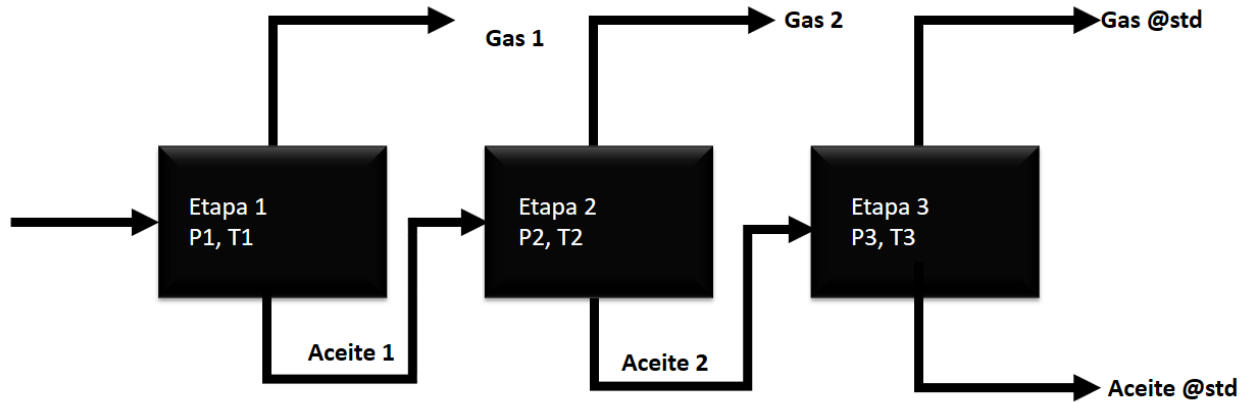 Gas 1
Gas 2
Gas @std
Etapa 1
P1, T1
Etapa 2
P2, T2
Etapa 3
P3, T3
Aceite 1
Aceite 2
Aceite @std